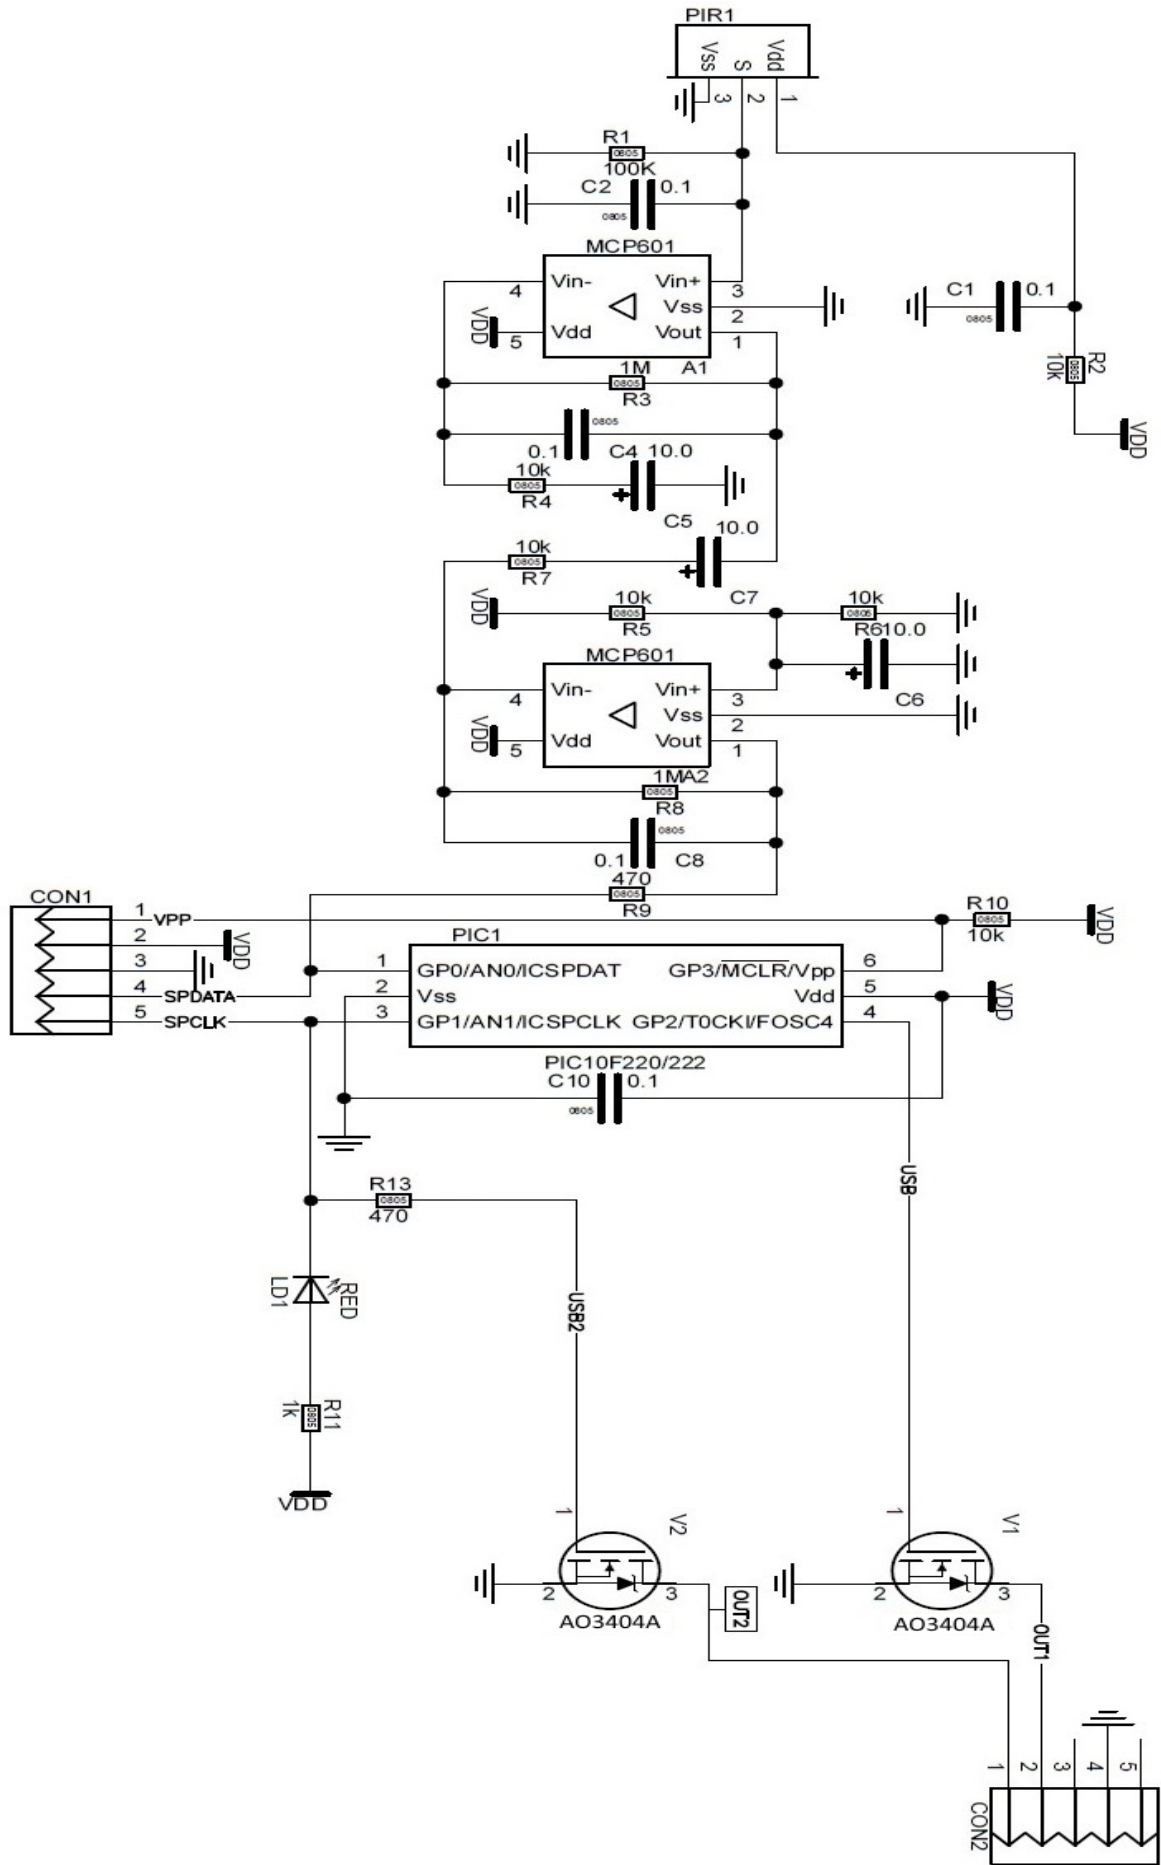 PIR1
Vss S Vdd
3 2 1
R1
0805
100K
C2 0.1
0805
MCP601
Vin- Vin+
4 3
Vss
2
VDD
Vdd Vout
5 1
C1 0.1
0805
R2
0805
10k
VDD
1M A1
0805
R3
0805
0.1 C4 10.0
10k
0805
R4
+
C5 10.0
10k
0805
R7
+
C7
VDD
10k
0805
R5
10k
0805
R610.0
+
C6
MCP601
Vin- Vin+
4 3
Vss
2
VDD
Vdd Vout
5 1
1MA2
0805
R8
0805
0.1 C8
470
0805
R9
CON1
1 VPP
2 VDD
3
4 SPDATA
5 SPCLK
R10
0805
10k
VDD
PIC1
1 GP0/AN0/ICSPDAT GP3/MCLR/Vpp 6
2 Vss Vdd 5
VDD
3 GP1/AN1/ICSPCLK GP2/T0CKI/FOSC4 4
PIC10F220/222
C10 0.1
0805
USB
R13
0805
470
LD1 RED
USB2
R11
0805
1k
VDD
1 V2
2 3
AO3404A
OUT2
1 V1
2 3
AO3404A
OUT1
1 2 3 4 5
CON2